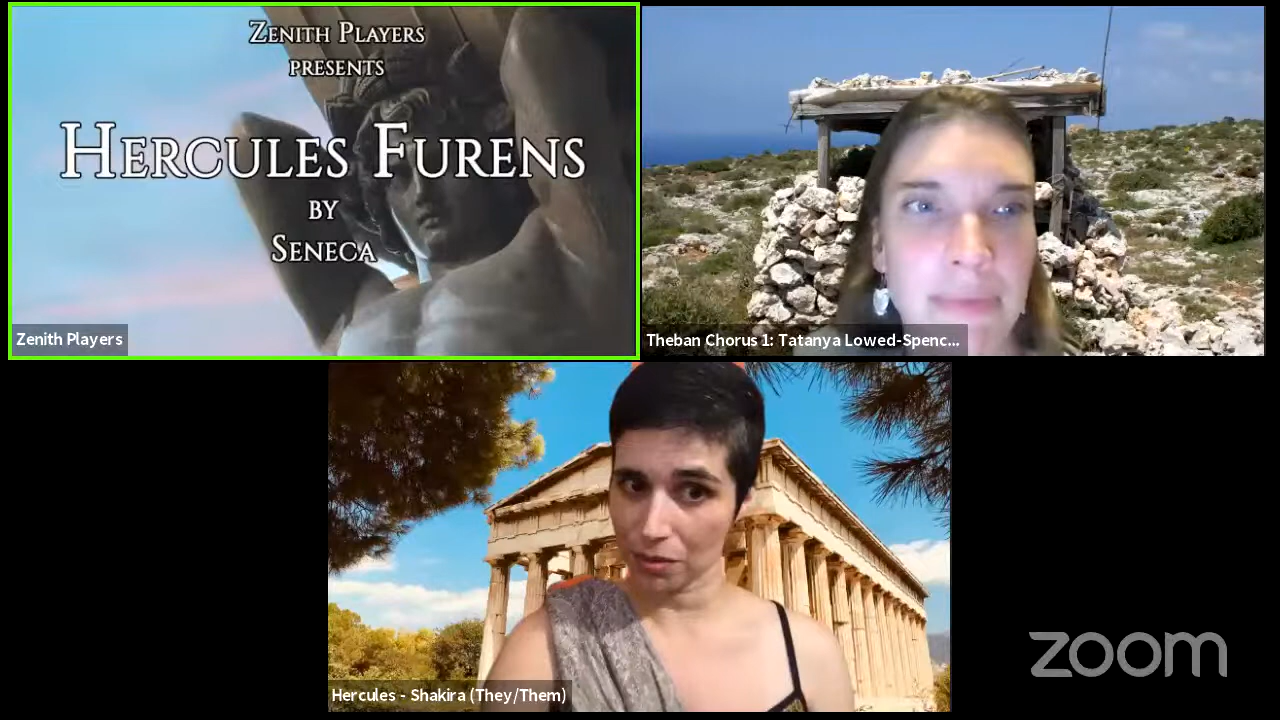 ZENITH PLAYERS
PRESENTS
HERCULES FURENS
BY
SENECA
Zenith Players
Theban Chorus 1: Tatanya Lowed-Spenc...
Hercules - Shakira (They/Them)
zoom